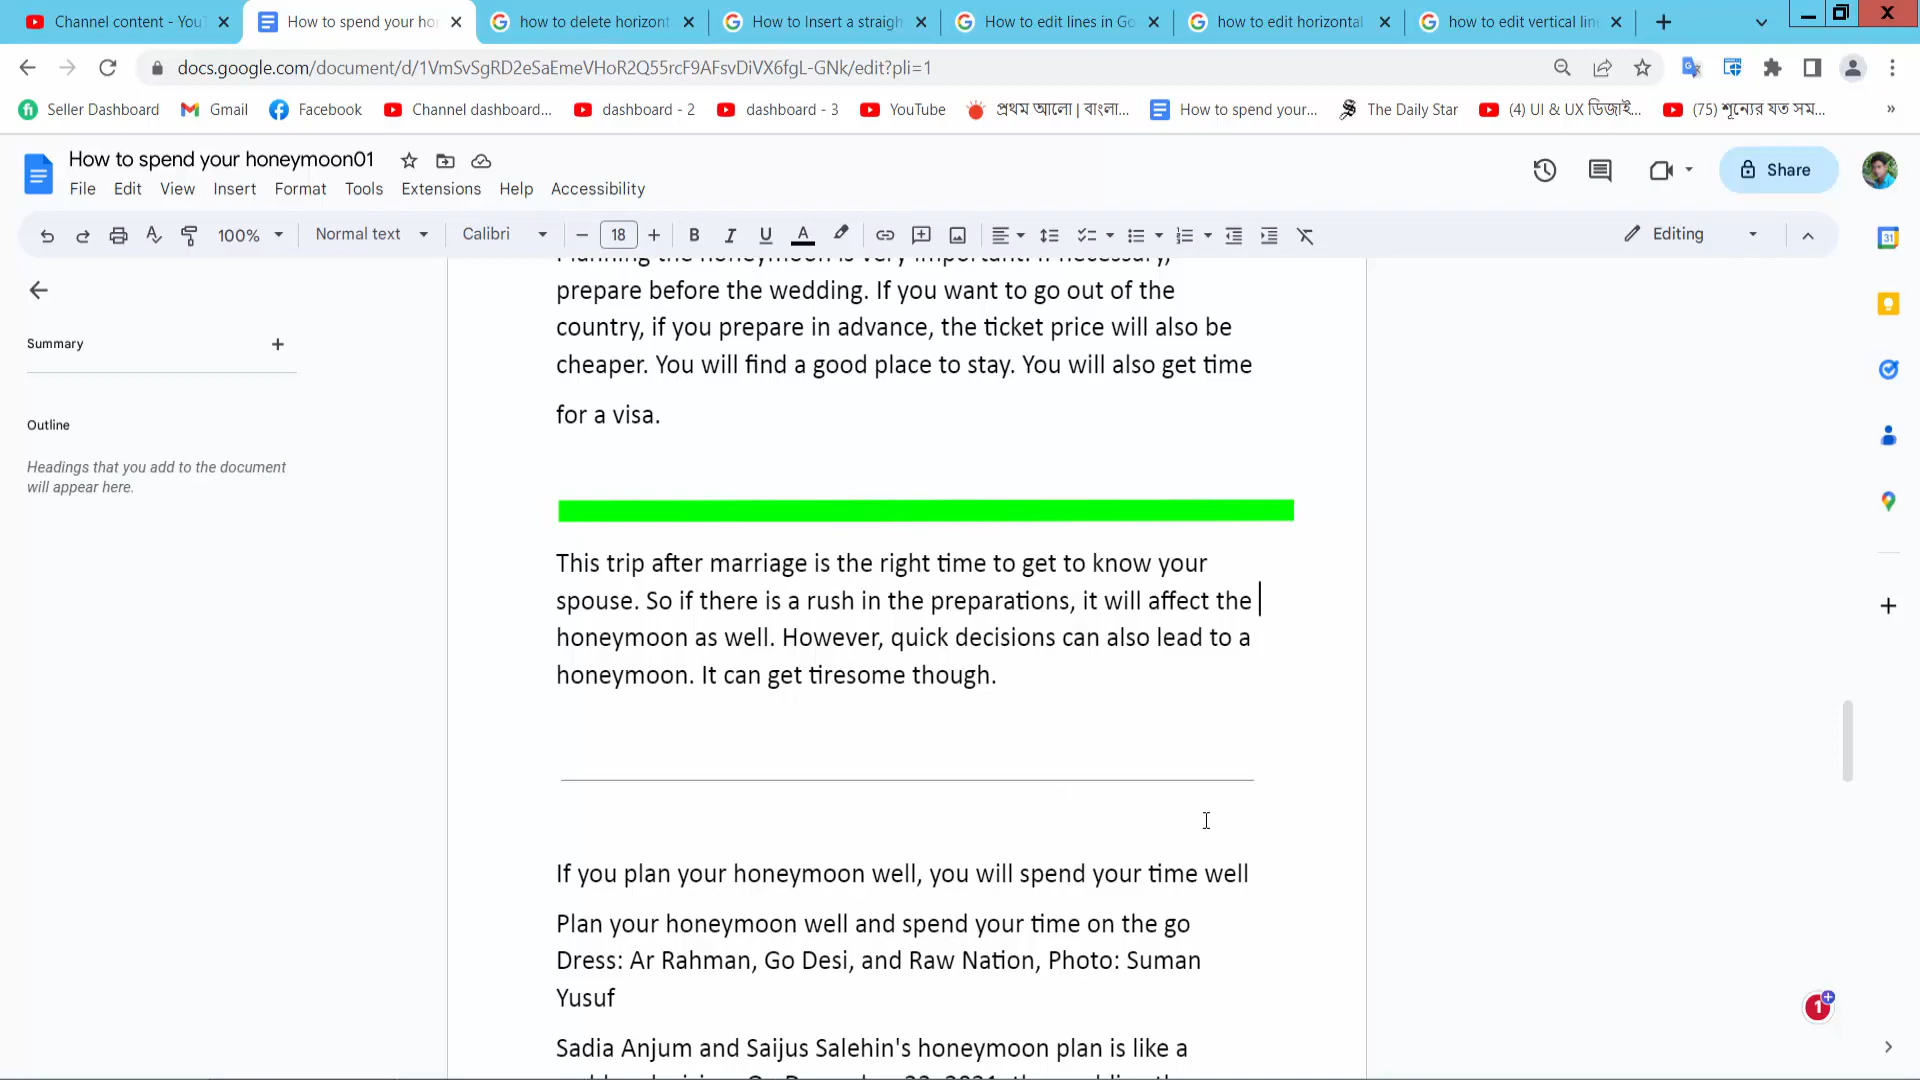 Channel content - You
How to spend your ho
how to delete horizont
How to Insert a straigh
How to edit lines in Go
how to edit horizontal
how to edit vertical lin
docs.google.com/document/d/1VmSvSgRD2eSaEmeVHoR2Q55rcF9AFsvDiVX6fgL-GNk/edit?pli=1
Seller Dashboard
Gmail
Facebook
Channel dashboard...
dashboard - 2
dashboard - 3
YouTube
প্রথম আলো | বাংলা...
How to spend your...
The Daily Star
(4) UI & UX ডিজাই...
(75) শূন্যের যত সম...
How to spend your honeymoon01
Share
File Edit View Insert Format Tools Extensions Help Accessibility
100%
Normal text
Calibri
18
Editing
Planning the honeymoon is very important. If necessary,
prepare before the wedding. If you want to go out of the
country, if you prepare in advance, the ticket price will also be
cheaper. You will find a good place to stay. You will also get time
for a visa.
Summary
Outline
Headings that you add to the document
will appear here.
This trip after marriage is the right time to get to know your
spouse. So if there is a rush in the preparations, it will affect the
honeymoon as well. However, quick decisions can also lead to a
honeymoon. It can get tiresome though.
If you plan your honeymoon well, you will spend your time well
Plan your honeymoon well and spend your time on the go
Dress: Ar Rahman, Go Desi, and Raw Nation, Photo: Suman
Yusuf
Sadia Anjum and Saijus Salehin's honeymoon plan is like a
1
31